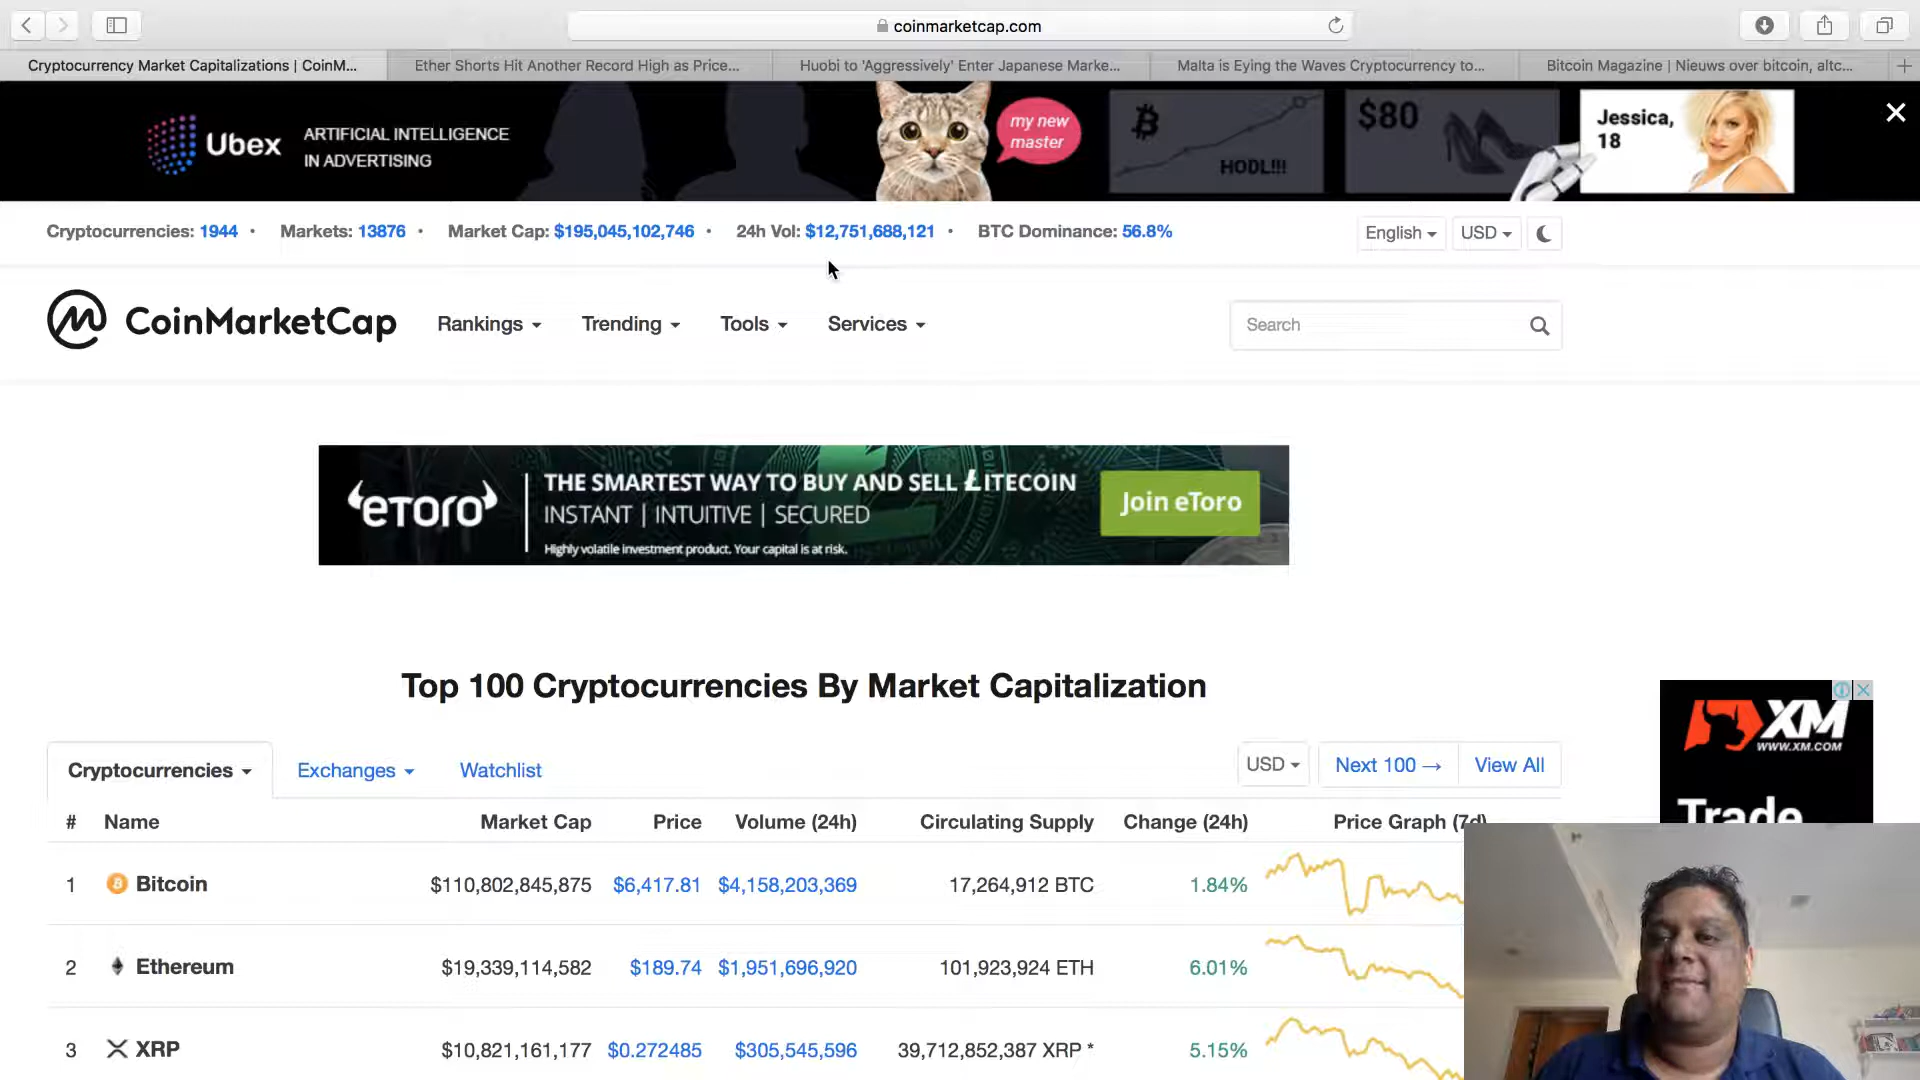 coinmarketcap.com
Cryptocurrency Market Capitalizations | CoinM...
Ether Shorts Hit Another Record High as Price...
Huobi to 'Aggressively' Enter Japanese Marke...
Malta is Eying the Waves Cryptocurrency to...
Bitcoin Magazine | Nieuws over bitcoin, altc...
Ubex
ARTIFICIAL INTELLIGENCE
IN ADVERTISING
my new
master
HODL!!!
$80
Jessica,
18
Cryptocurrencies: 1944 • Markets: 13876 • Market Cap: $195,045,102,746 • 24h Vol: $12,751,688,121 • BTC Dominance: 56.8%
English USD
CoinMarketCap
Rankings Trending Tools Services
Search
eToro
THE SMARTEST WAY TO BUY AND SELL ŁITECOIN
INSTANT | INTUITIVE | SECURED
Highly volatile investment product. Your capital is at risk.
Join eToro
Top 100 Cryptocurrencies By Market Capitalization
XM
WWW.XM.COM
Trade
Cryptocurrencies Exchanges Watchlist
USD Next 100 → View All
# Name Market Cap Price Volume (24h) Circulating Supply Change (24h) Price Graph (7d)
1 Bitcoin $110,802,845,875 $6,417.81 $4,158,203,369 17,264,912 BTC 1.84%
2 Ethereum $19,339,114,582 $189.74 $1,951,696,920 101,923,924 ETH 6.01%
3 XRP $10,821,161,177 $0.272485 $305,545,596 39,712,852,387 XRP * 5.15%